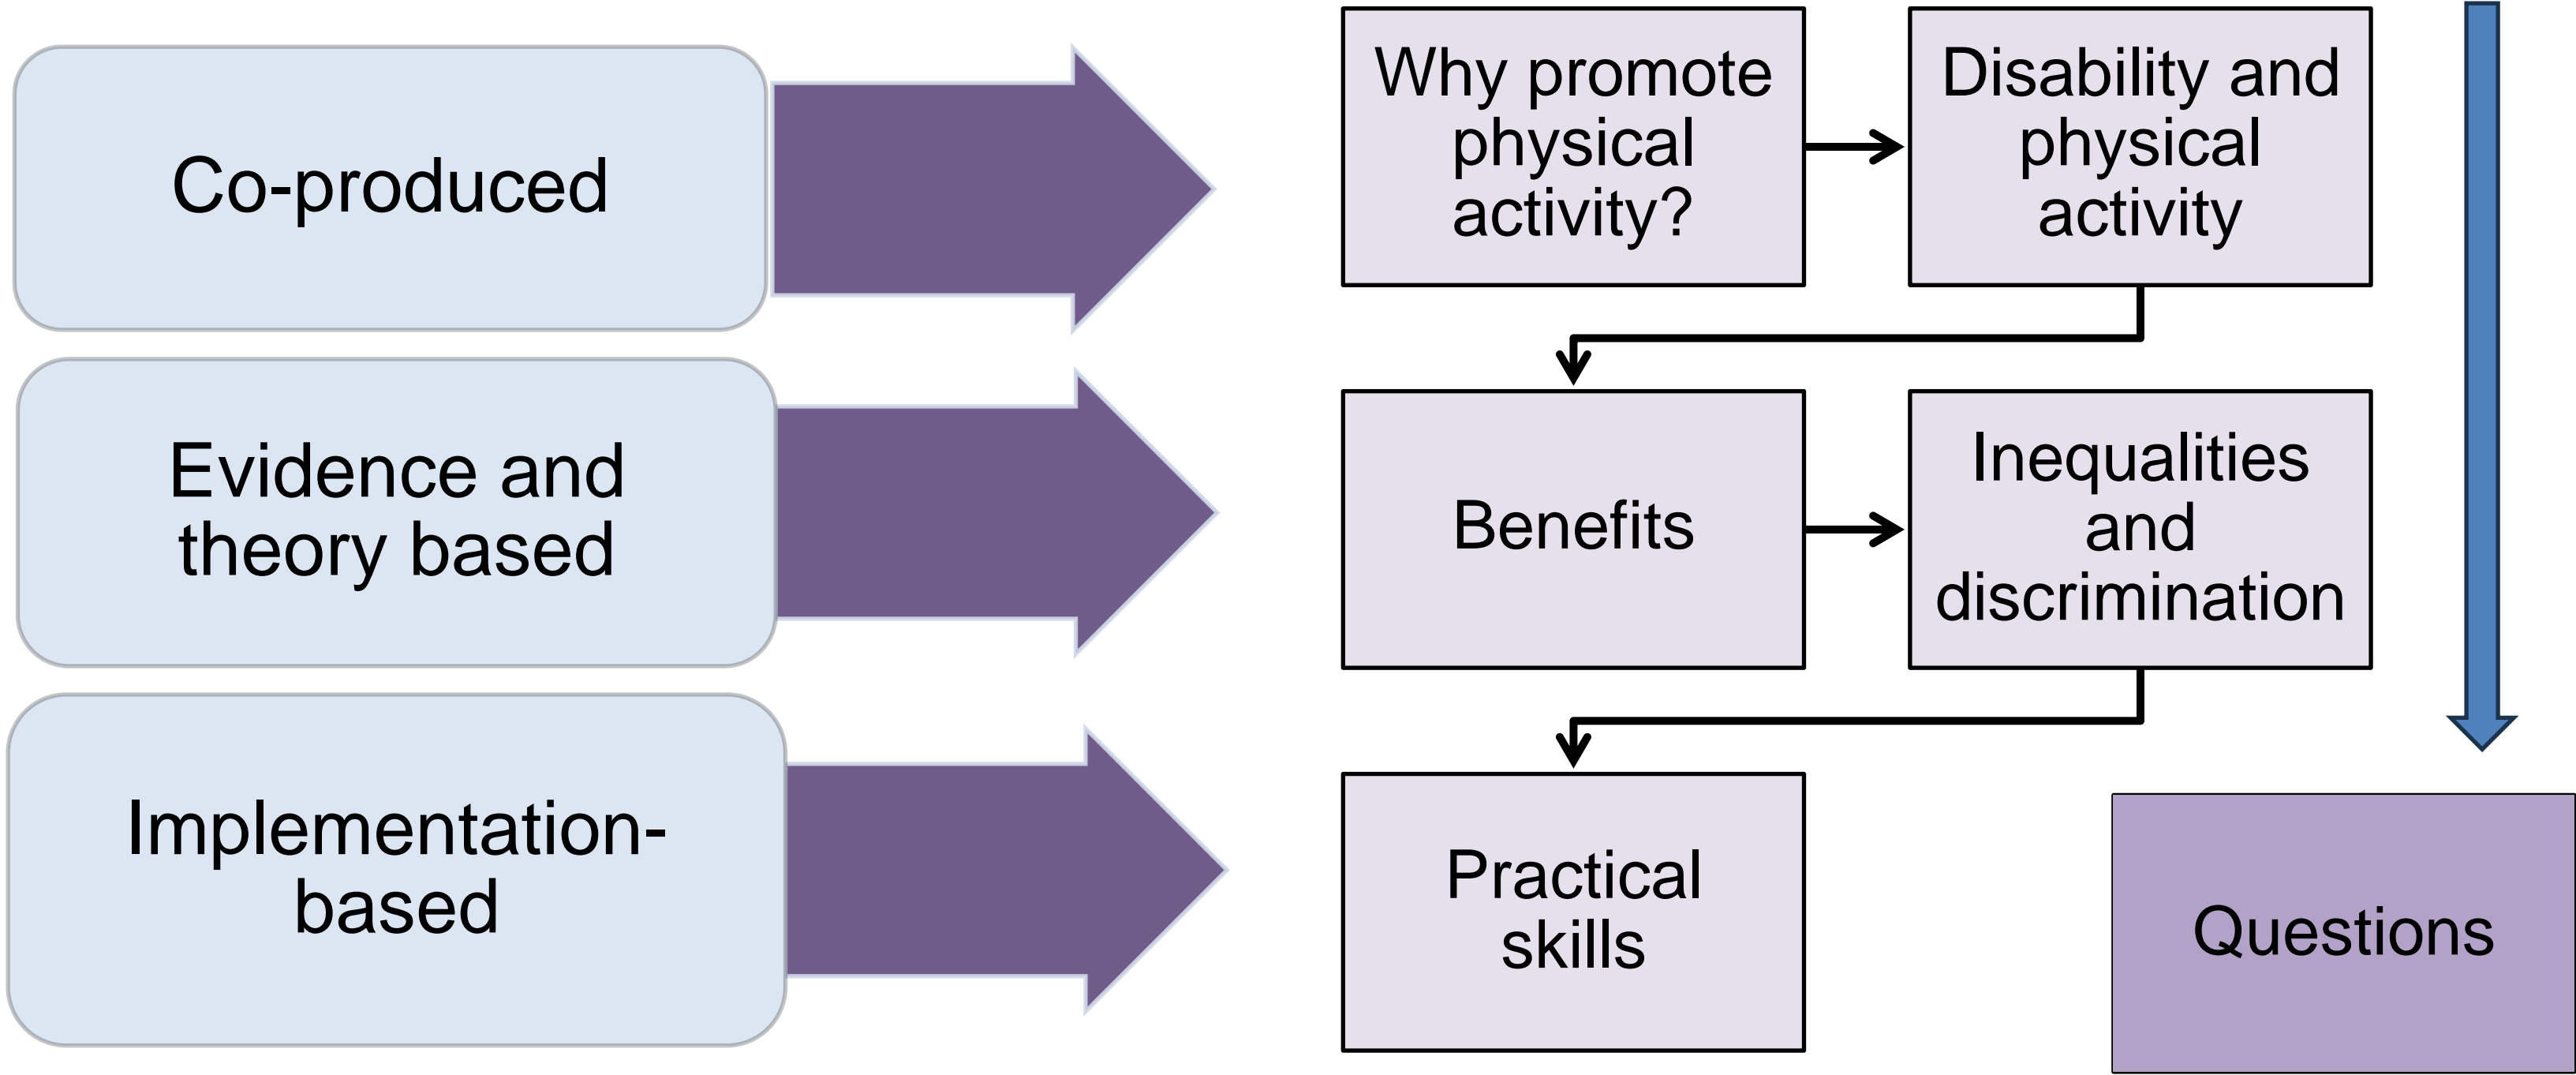 Co-produced
Evidence and
theory based
Implementation-
based
Why promote
physical
activity?
Disability and
physical
activity
Benefits
Inequalities
and
discrimination
Practical
skills
Questions